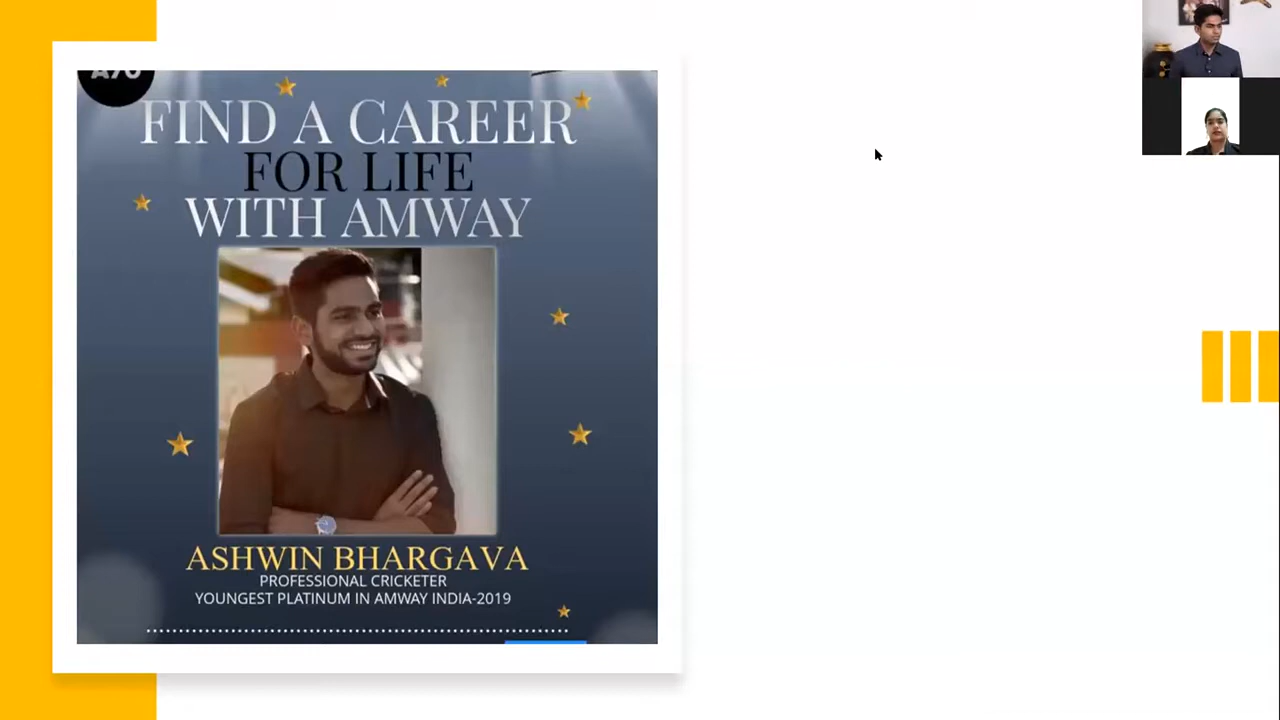 FIND A CAREER
FOR LIFE
WITH AMWAY
ASHWIN BHARGAVA
PROFESSIONAL CRICKETER
YOUNGEST PLATINUM IN AMWAY INDIA-2019